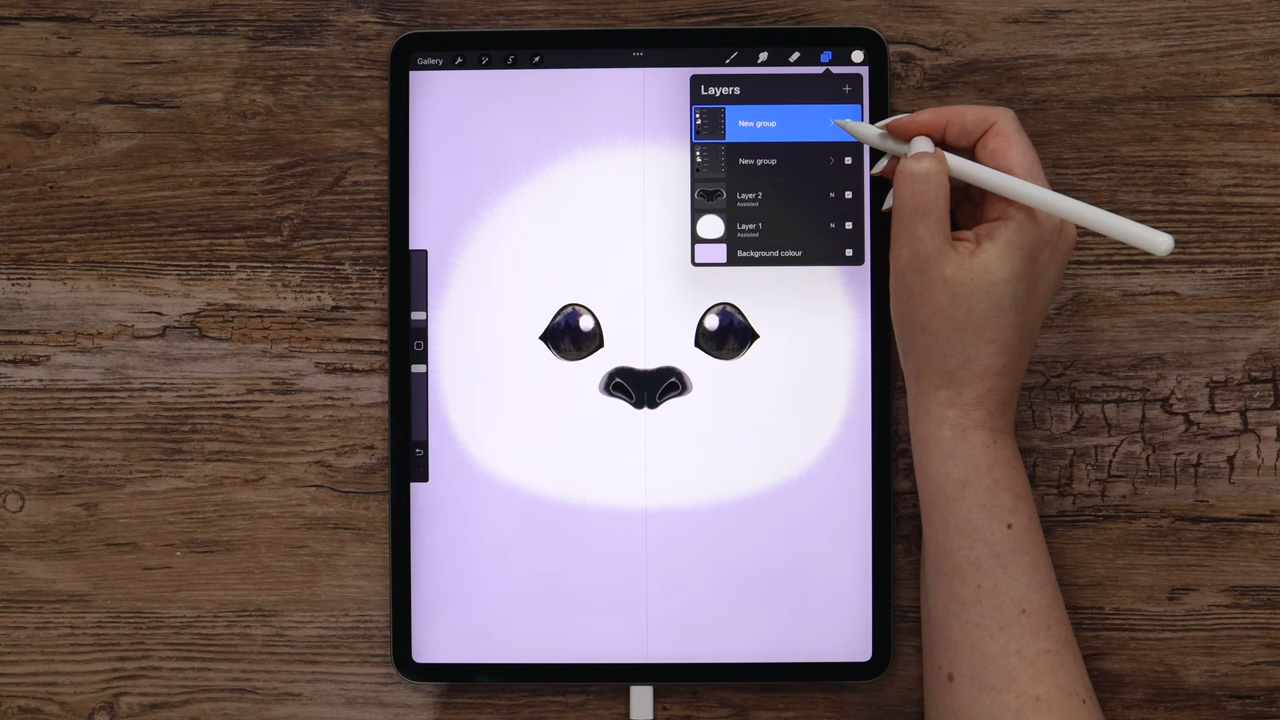 Gallery
Layers
New group
New group
Layer 2
N
Assisted
Layer 1
N
Assisted
Background colour